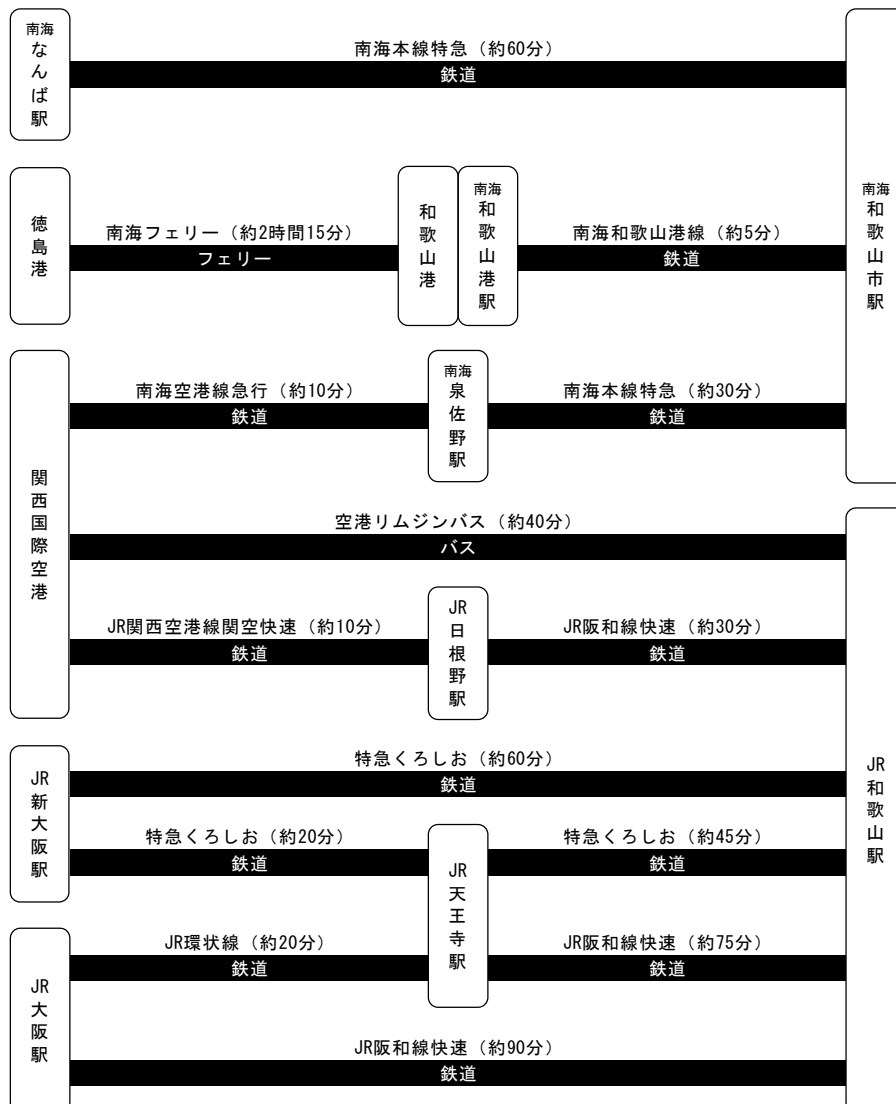 南海なんば駅
南海本線特急（約60分）
鉄道
南海和歌山市駅
徳島港
南海フェリー（約2時間15分）
フェリー
和歌山港
南海和歌山港駅
南海和歌山港線（約5分）
鉄道
関西国際空港
南海空港線急行（約10分）
鉄道
南海泉佐野駅
南海本線特急（約30分）
鉄道
空港リムジンバス（約40分）
バス
JR関西空港線関空快速（約10分）
鉄道
JR日根野駅
JR阪和線快速（約30分）
鉄道
JR和歌山駅
JR新大阪駅
特急くろしお（約60分）
鉄道
特急くろしお（約20分）
鉄道
JR天王寺駅
特急くろしお（約45分）
鉄道
JR大阪駅
JR環状線（約20分）
鉄道
JR阪和線快速（約75分）
鉄道
JR阪和線快速（約90分）
鉄道